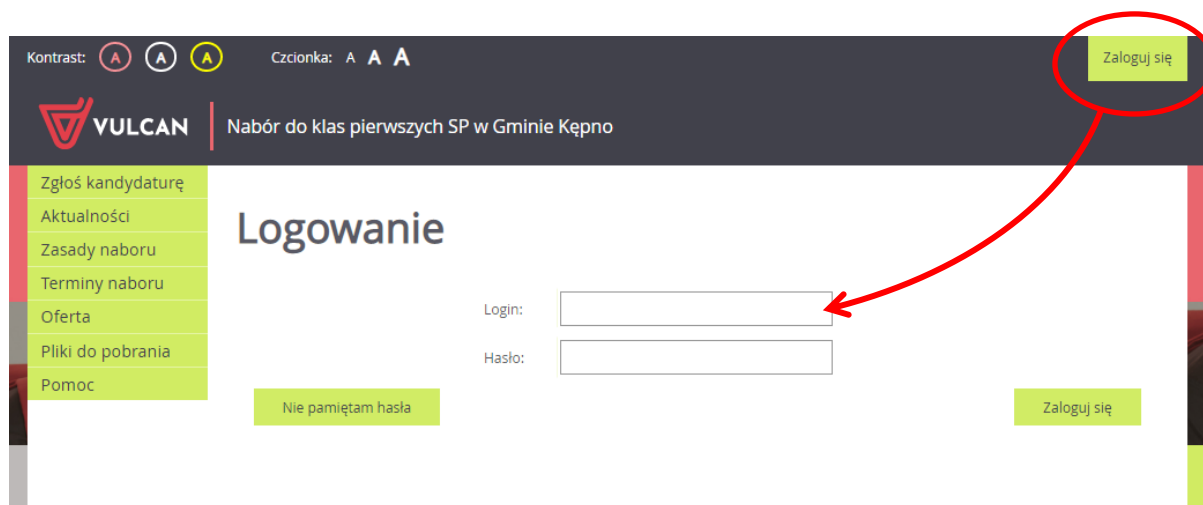 Kontrast: A A A Czcionka: A A A Zaloguj się
VULCAN Nabór do klas pierwszych SP w Gminie Kępno
Zgłoś kandydaturę
Aktualności
Zasady naboru
Terminy naboru
Oferta
Pliki do pobrania
Pomoc
Logowanie
Login:
Hasło:
Nie pamiętam hasła Zaloguj się